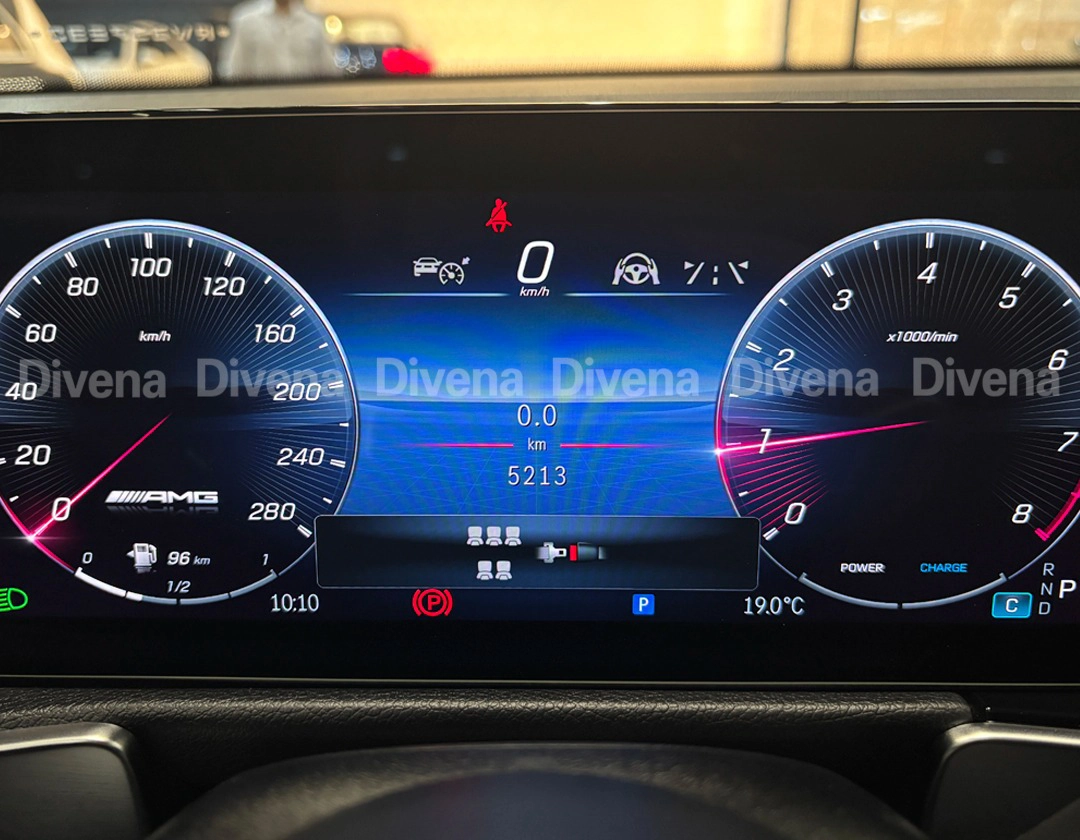 0
km/h
km/h
0
20
40
60
80
100
120
160
200
240
280
AMG
0
96 km
1/2
1
10:10
0.0
km
5213
P
P
19.0°C
x1000/min
0
1
2
3
4
5
6
7
8
POWER
CHARGE
C
R
N
D
P
Divena Divena Divena Divena Divena Divena